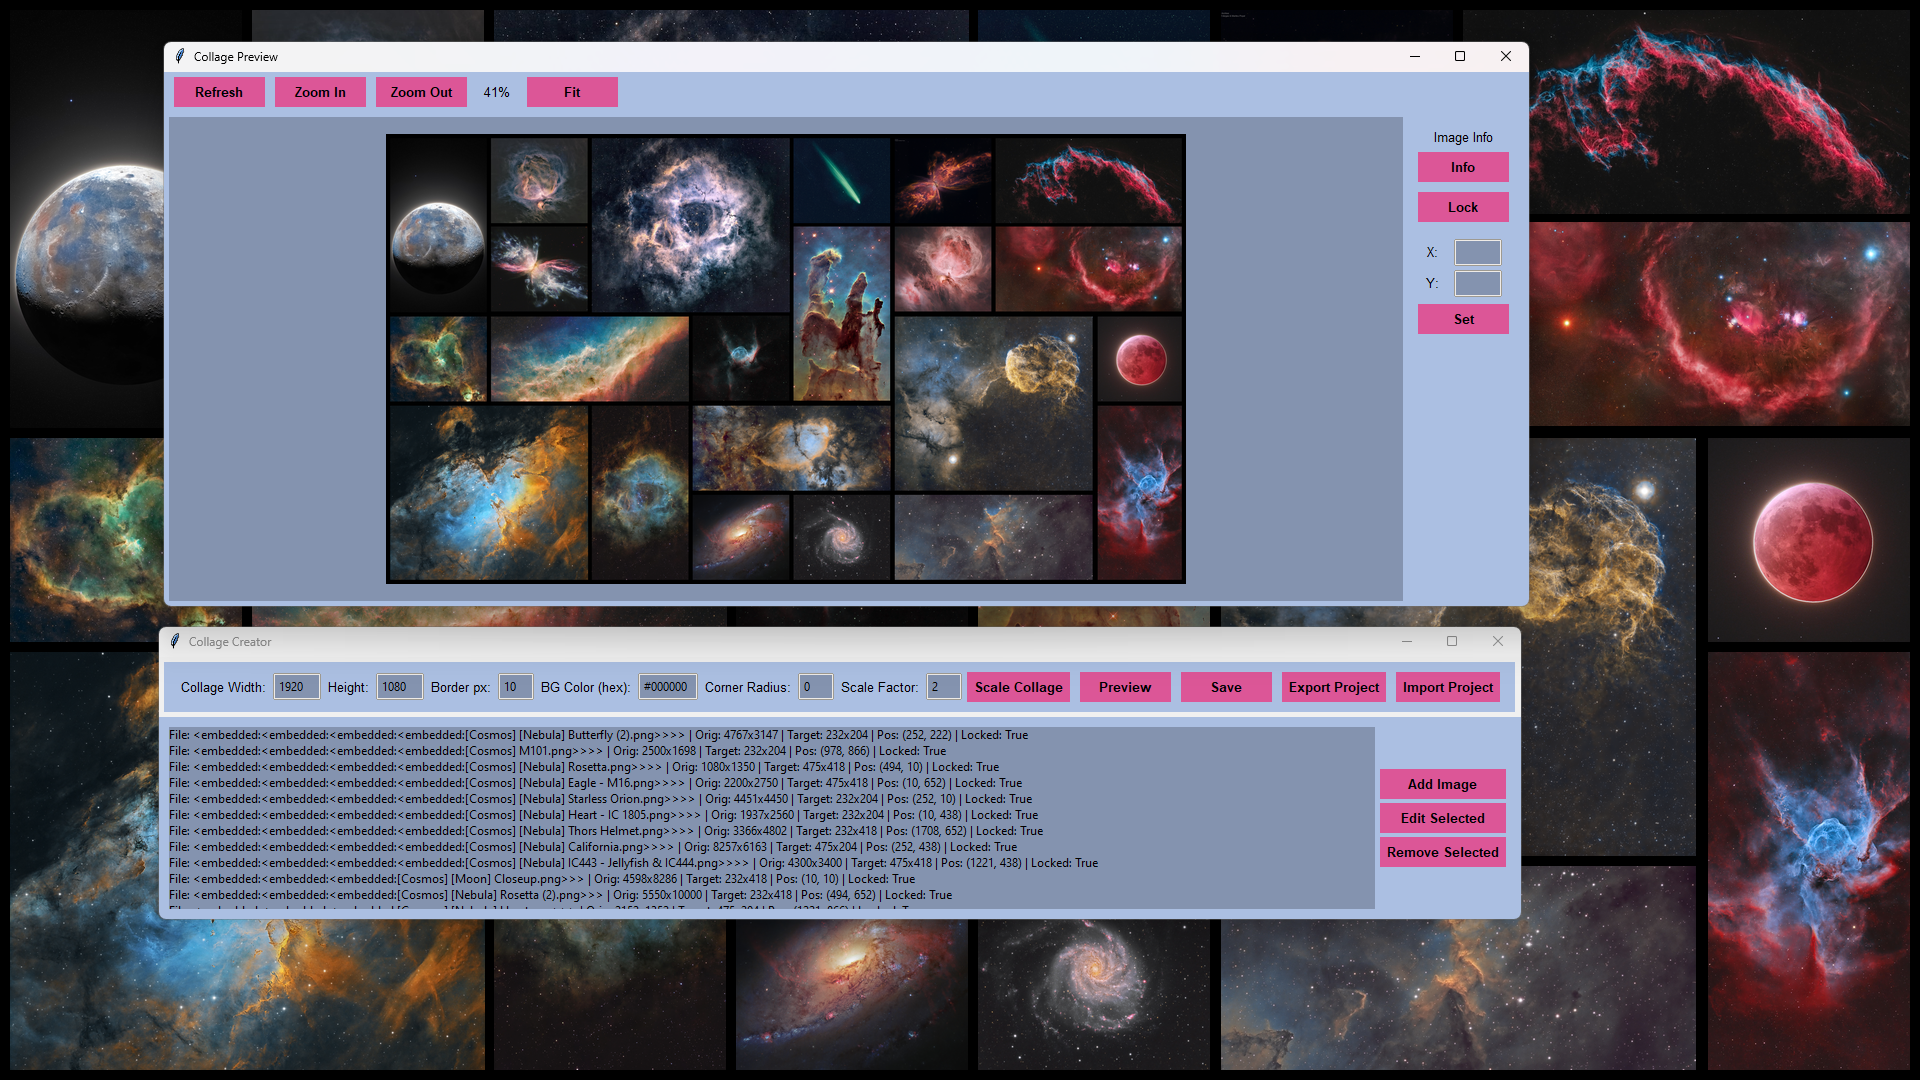 Collage Preview
Refresh Zoom In Zoom Out 41% Fit
Image Info
Info
Lock
X:
Y:
Set
Collage Creator
Collage Width: 1920 Height: 1080 Border px: 10 BG Color (hex): #000000 Corner Radius: 0 Scale Factor: 2 Scale Collage Preview Save Export Project Import Project
File: <embedded:<embedded:<embedded:<embedded:[Cosmos] [Nebula] Butterfly (2).png>>>> | Orig: 4767x3147 | Target: 232x204 | Pos: (252, 222) | Locked: True
File: <embedded:<embedded:<embedded:<embedded:[Cosmos] M101.png>>>> | Orig: 2500x1698 | Target: 232x204 | Pos: (978, 866) | Locked: True
File: <embedded:<embedded:<embedded:<embedded:[Cosmos] [Nebula] Rosetta.png>>>> | Orig: 1080x1350 | Target: 475x418 | Pos: (494, 10) | Locked: True
File: <embedded:<embedded:<embedded:<embedded:[Cosmos] [Nebula] Eagle - M16.png>>>> | Orig: 2200x2750 | Target: 475x418 | Pos: (10, 652) | Locked: True
File: <embedded:<embedded:<embedded:<embedded:[Cosmos] [Nebula] Starless Orion.png>>>> | Orig: 4451x4450 | Target: 232x204 | Pos: (252, 10) | Locked: True
File: <embedded:<embedded:<embedded:<embedded:[Cosmos] [Nebula] Heart - IC 1805.png>>>> | Orig: 1937x2560 | Target: 232x204 | Pos: (10, 438) | Locked: True
File: <embedded:<embedded:<embedded:<embedded:[Cosmos] [Nebula] Thors Helmet.png>>>> | Orig: 3366x4802 | Target: 232x418 | Pos: (1708, 652) | Locked: True
File: <embedded:<embedded:<embedded:<embedded:[Cosmos] [Nebula] California.png>>>> | Orig: 8257x6163 | Target: 475x204 | Pos: (252, 438) | Locked: True
File: <embedded:<embedded:<embedded:<embedded:[Cosmos] [Nebula] IC443 - Jellyfish & IC444.png>>>> | Orig: 4300x3400 | Target: 475x418 | Pos: (1221, 438) | Locked: True
File: <embedded:<embedded:<embedded:[Cosmos] [Moon] Closeup.png>>> | Orig: 4598x8286 | Target: 232x418 | Pos: (10, 10) | Locked: True
File: <embedded:<embedded:<embedded:[Cosmos] [Nebula] Rosetta (2).png>>> | Orig: 5550x10000 | Target: 232x418 | Pos: (494, 652) | Locked: True
Add Image
Edit Selected
Remove Selected